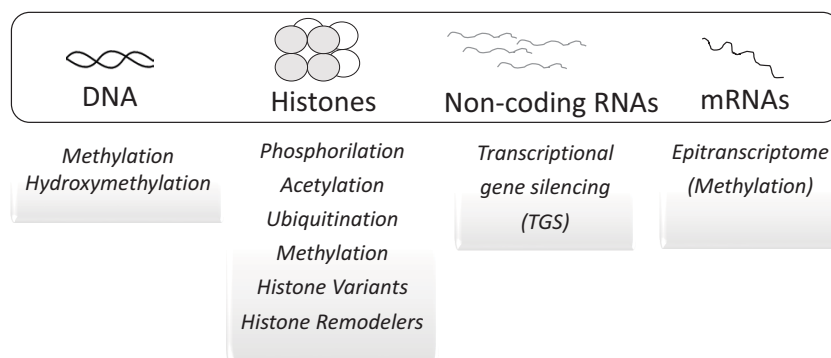 DNA
Histones
Non-coding RNAs
mRNAs
Methylation
Hydroxymethylation
Phosphorilation
Acetylation
Ubiquitination
Methylation
Histone Variants
Histone Remodelers
Transcriptional
gene silencing
(TGS)
Epitranscriptome
(Methylation)